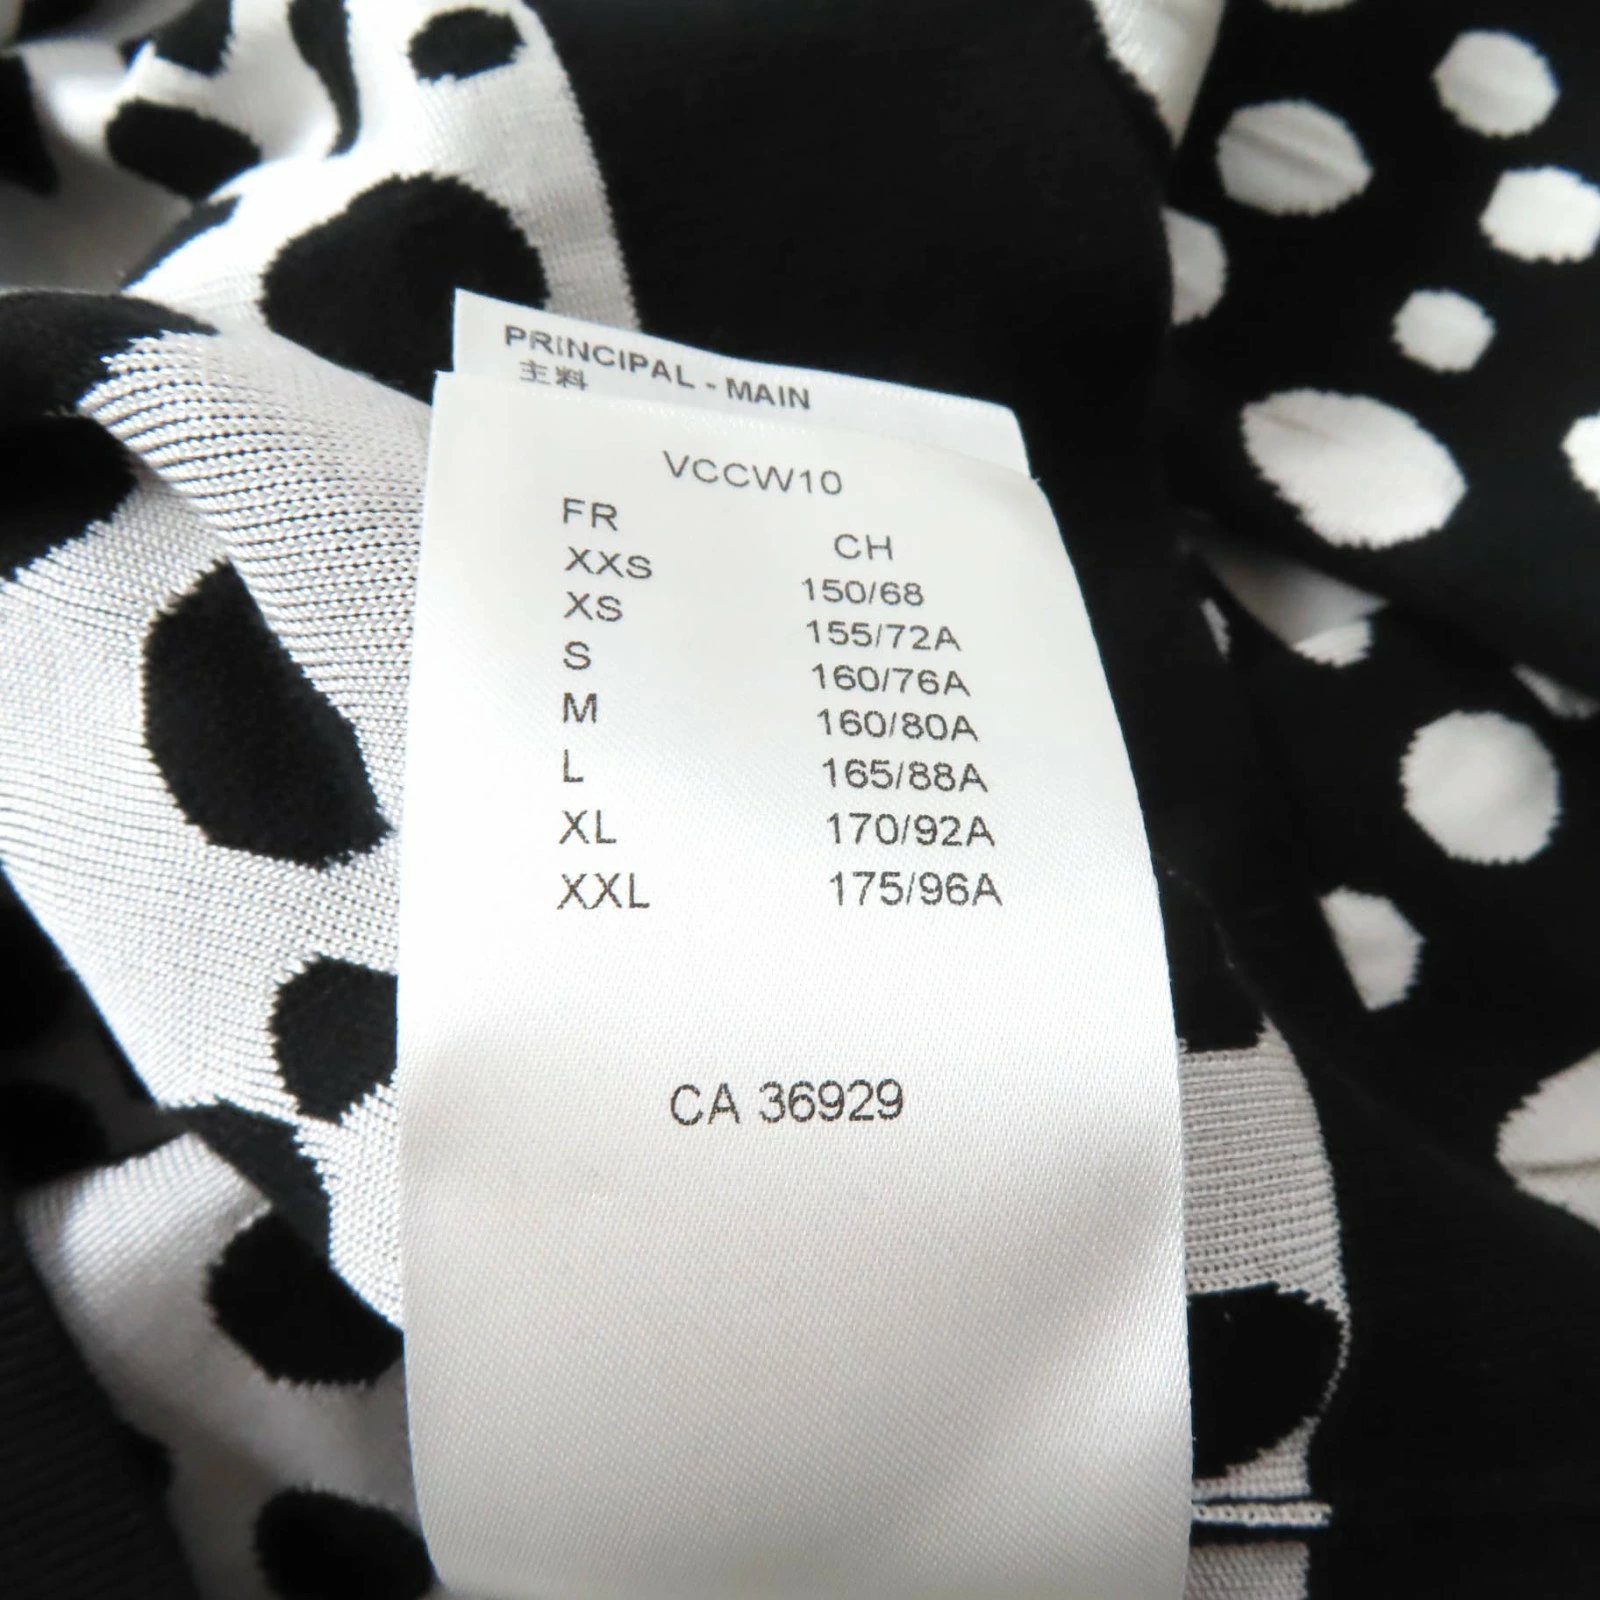 PRINCIPAL - MAIN
主料
VCCW10
FR CH
XXS 150/68
XS 155/72A
S 160/76A
M 160/80A
L 165/88A
XL 170/92A
XXL 175/96A
CA 36929